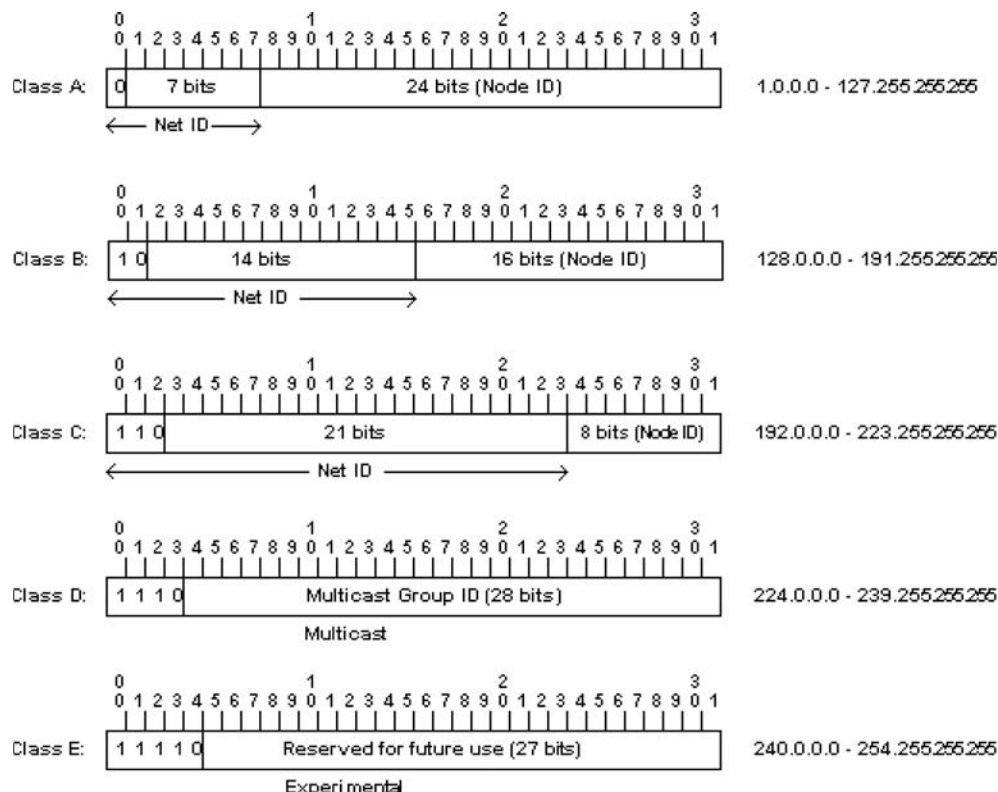 0 1 2 3
0 1 2 3 4 5 6 7 8 9 0 1 2 3 4 5 6 7 8 9 0 1 2 3 4 5 6 7 8 9 0 1
Class A: 0 7 bits 24 bits (Node ID) 1.0.0.0 - 127.255.255.255
Net ID
0 1 2 3
0 1 2 3 4 5 6 7 8 9 0 1 2 3 4 5 6 7 8 9 0 1 2 3 4 5 6 7 8 9 0 1
Class B: 1 0 14 bits 16 bits (Node ID) 128.0.0.0 - 191.255.255.255
Net ID
0 1 2 3
0 1 2 3 4 5 6 7 8 9 0 1 2 3 4 5 6 7 8 9 0 1 2 3 4 5 6 7 8 9 0 1
Class C: 1 1 0 21 bits 8 bits (Node ID) 192.0.0.0 - 223.255.255.255
Net ID
0 1 2 3
0 1 2 3 4 5 6 7 8 9 0 1 2 3 4 5 6 7 8 9 0 1 2 3 4 5 6 7 8 9 0 1
Class D: 1 1 1 0 Multicast Group ID (28 bits) 224.0.0.0 - 239.255.255.255
Multicast
0 1 2 3
0 1 2 3 4 5 6 7 8 9 0 1 2 3 4 5 6 7 8 9 0 1 2 3 4 5 6 7 8 9 0 1
Class E: 1 1 1 1 0 Reserved for future use (27 bits) 240.0.0.0 - 254.255.255.255
Experimental